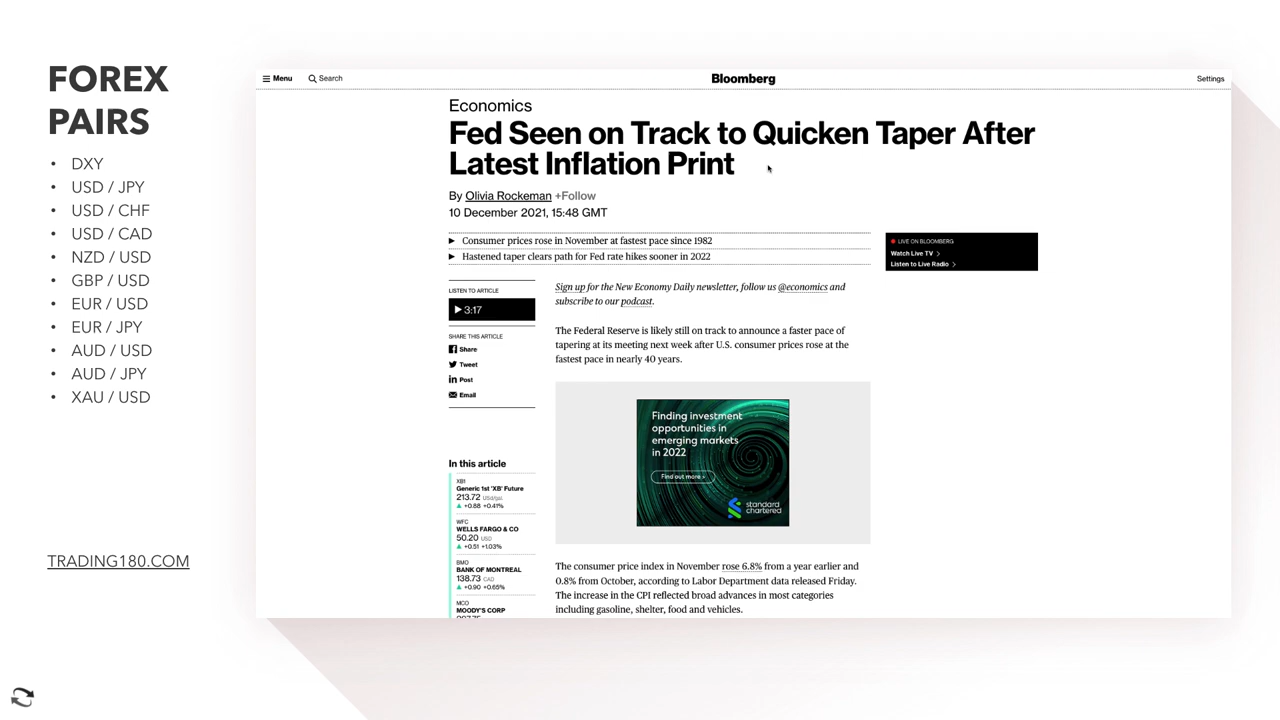 FOREX
PAIRS
• DXY
• USD / JPY
• USD / CHF
• USD / CAD
• NZD / USD
• GBP / USD
• EUR / USD
• EUR / JPY
• AUD / USD
• AUD / JPY
• XAU / USD
TRADING180.COM
Menu
Search
Bloomberg
Settings
Economics
Fed Seen on Track to Quicken Taper After
Latest Inflation Print
By Olivia Rockeman +Follow
10 December 2021, 15:48 GMT
Consumer prices rose in November at fastest pace since 1982
Hastened taper clears path for Fed rate hikes sooner in 2022
LIVE ON BLOOMBERG
Watch Live TV >
Listen to Live Radio >
LISTEN TO ARTICLE
3:17
SHARE THIS ARTICLE
Share
Tweet
Post
Email
In this article
XB1
Generic 1st 'XB' Future
213.72 USd/gal.
+0.88 +0.41%
WFC
WELLS FARGO & CO
50.20 USD
+0.51 +1.03%
BMO
BANK OF MONTREAL
138.73 CAD
+0.90 +0.65%
MCO
MOODY'S CORP
Sign up for the New Economy Daily newsletter, follow us @economics and
subscribe to our podcast.
The Federal Reserve is likely still on track to announce a faster pace of
tapering at its meeting next week after U.S. consumer prices rose at the
fastest pace in nearly 40 years.
Finding investment
opportunities in
emerging markets
in 2022
Find out more >
standard
chartered
The consumer price index in November rose 6.8% from a year earlier and
0.8% from October, according to Labor Department data released Friday.
The increase in the CPI reflected broad advances in most categories
including gasoline, shelter, food and vehicles.